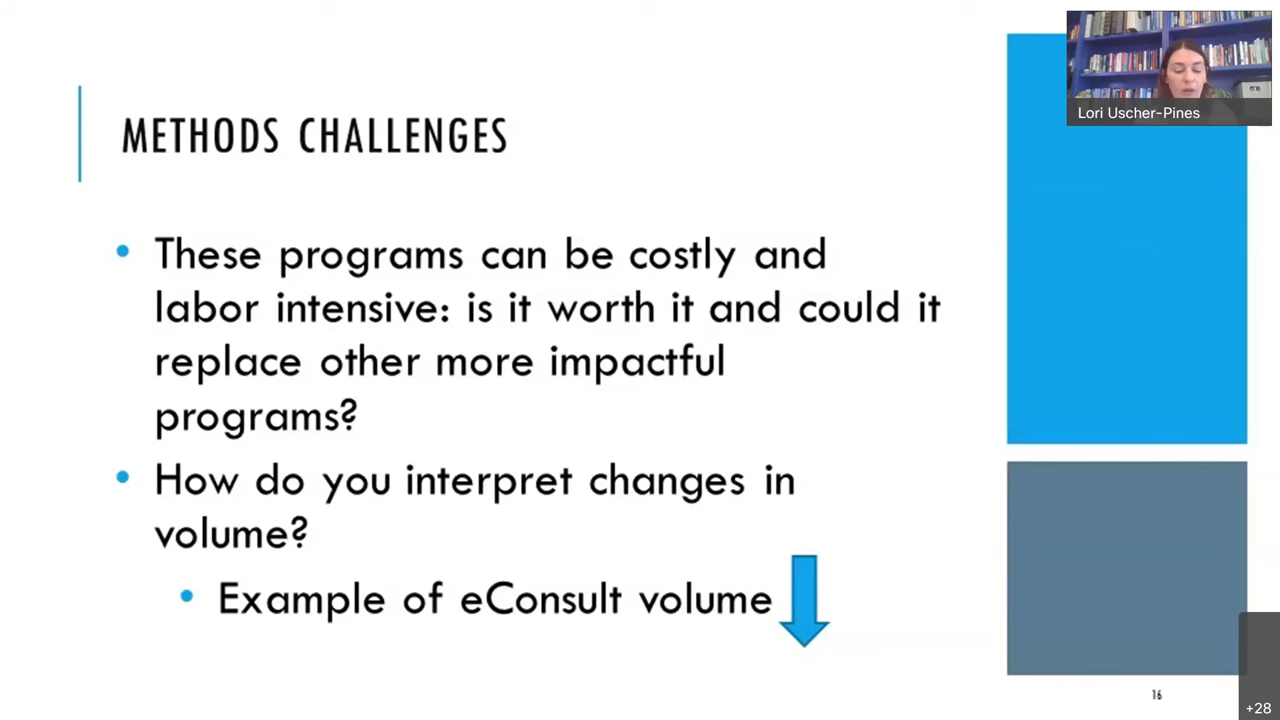 Lori Uscher-Pines
METHODS CHALLENGES
• These programs can be costly and
labor intensive: is it worth it and could it
replace other more impactful
programs?
• How do you interpret changes in
volume?
• Example of eConsult volume
16
+28